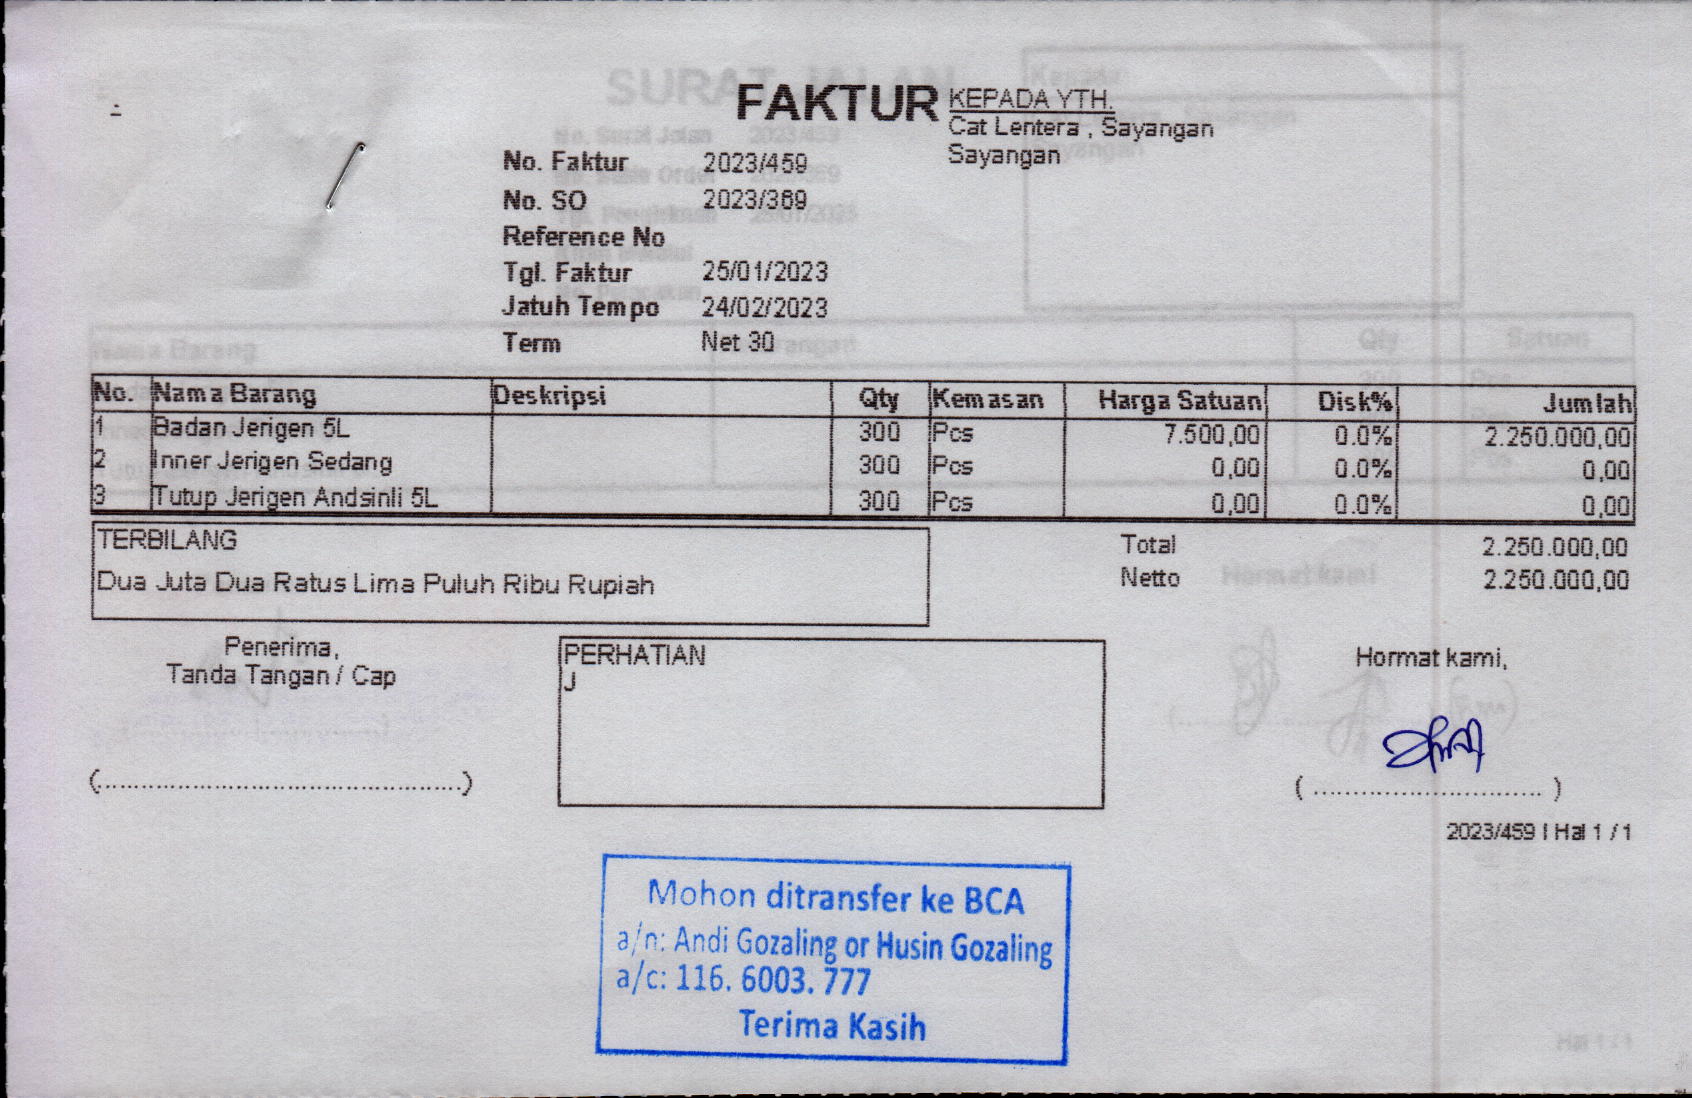 FAKTUR
KEPADA YTH.
Cat Lentera , Sayangan
Sayangan
No. Faktur 2023/459
No. SO 2023/369
Reference No
Tgl. Faktur 25/01/2023
Jatuh Tempo 24/02/2023
Term Net 30
No. Nama Barang Deskripsi Qty Kemasan Harga Satuan Disk% Jumlah
1 Badan Jerigen 5L 300 Pcs 7.500,00 0.0% 2.250.000,00
2 Inner Jerigen Sedang 300 Pcs 0,00 0.0% 0,00
3 Tutup Jerigen Andsinli 5L 300 Pcs 0,00 0.0% 0,00
TERBILANG
Dua Juta Dua Ratus Lima Puluh Ribu Rupiah
Total 2.250.000,00
Netto 2.250.000,00
Penerima,
Tanda Tangan / Cap
(................................................)
PERHATIAN
J
Hormat kami,
( .............................. )
2023/459 | Hal 1 / 1
Mohon ditransfer ke BCA
a/n: Andi Gozaling or Husin Gozaling
a/c: 116. 6003. 777
Terima Kasih